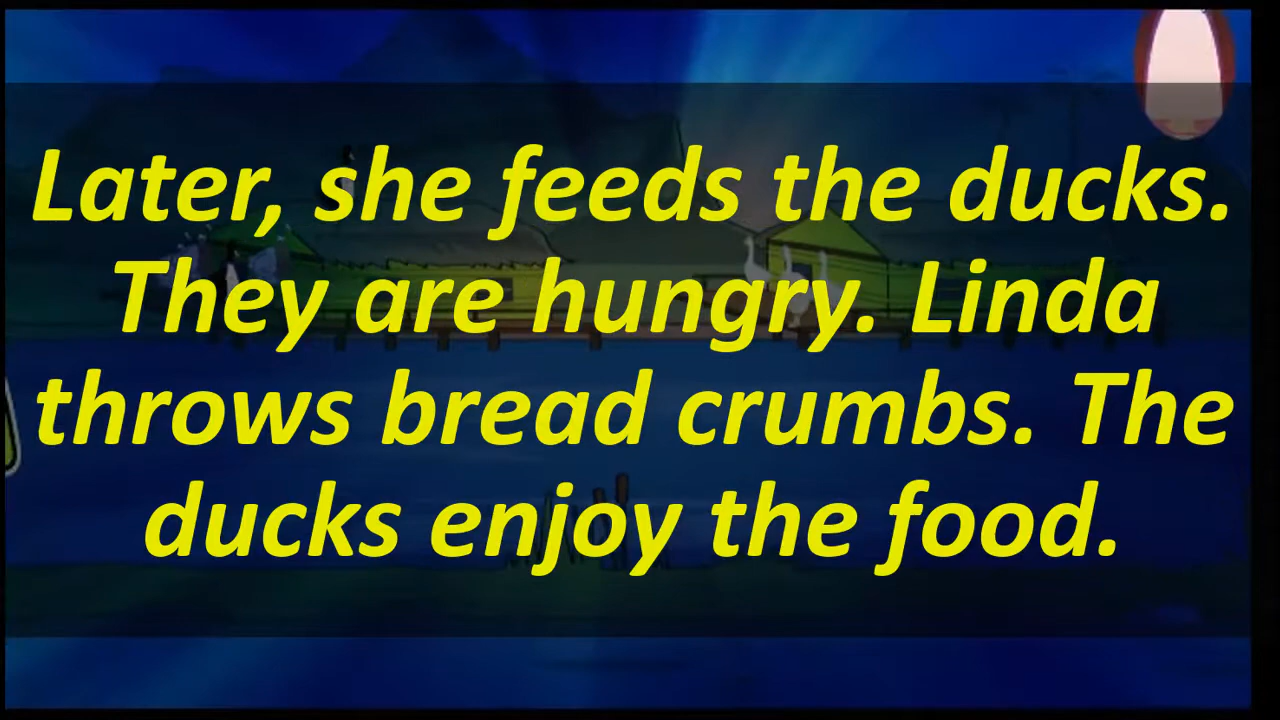 Later, she feeds the ducks.
They are hungry. Linda
throws bread crumbs. The
ducks enjoy the food.